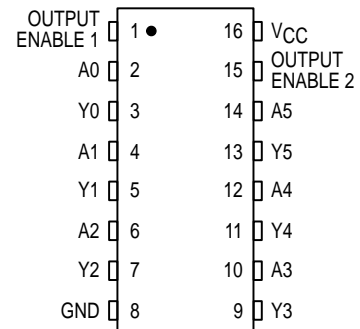 OUTPUT
ENABLE 1 1 16 VCC
A0 2 15 OUTPUT
ENABLE 2
Y0 3 14 A5
A1 4 13 Y5
Y1 5 12 A4
A2 6 11 Y4
Y2 7 10 A3
GND 8 9 Y3